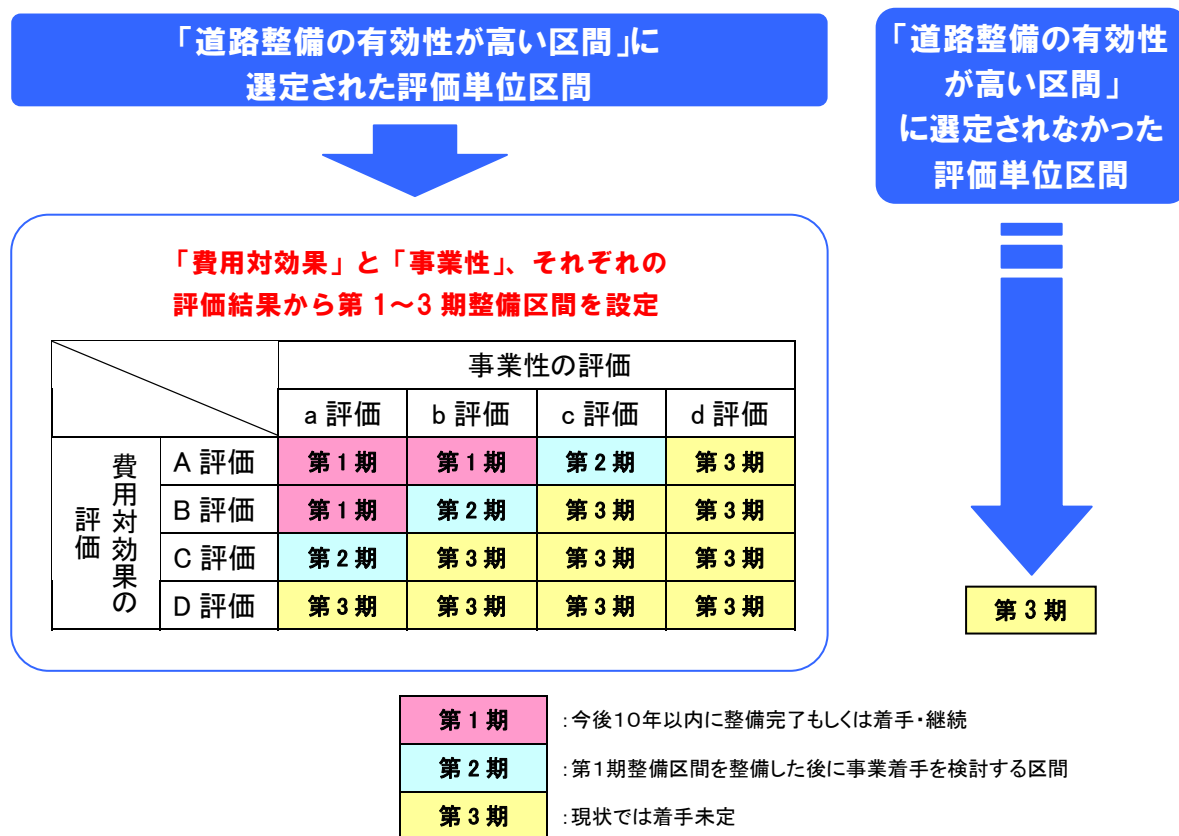 「道路整備の有効性が高い区間」に
選定された評価単位区間
「道路整備の有効性
が高い区間」
に選定されなかった
評価単位区間
「費用対効果」と「事業性」、それぞれの
評価結果から第1～3期整備区間を設定
事業性の評価
a 評価 b 評価 c 評価 d 評価
費用対効果の
評価
A 評価 第1期 第1期 第2期 第3期
B 評価 第1期 第2期 第3期 第3期
C 評価 第2期 第3期 第3期 第3期
D 評価 第3期 第3期 第3期 第3期
第3期
第1期 :今後10年以内に整備完了もしくは着手・継続
第2期 :第1期整備区間を整備した後に事業着手を検討する区間
第3期 :現状では着手未定